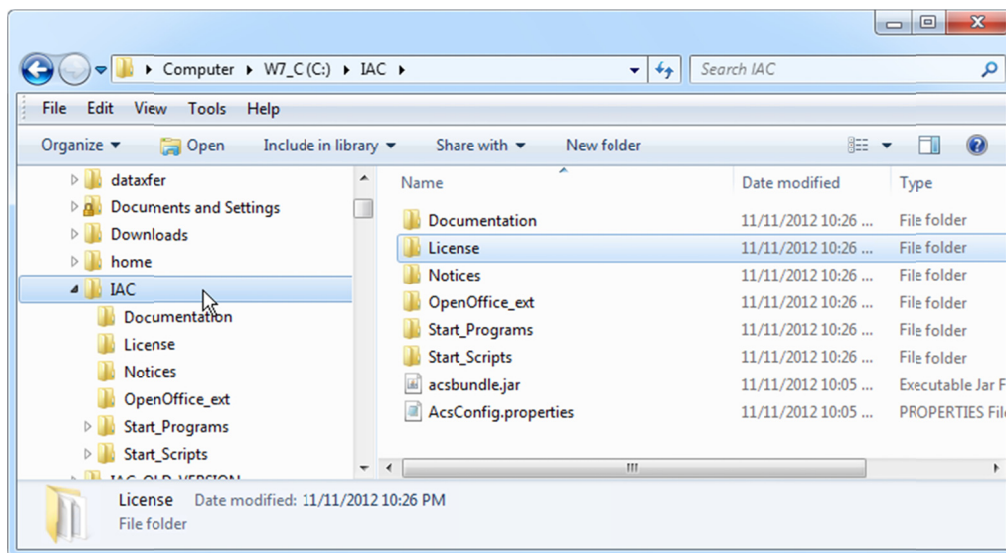 Computer W7_C (C:) IAC Search IAC
File Edit View Tools Help
Organize Open Include in library Share with New folder
dataxfer
Documents and Settings
Downloads
home
IAC
Documentation
License
Notices
OpenOffice_ext
Start_Programs
Start_Scripts
IAC_OLD_VERSION
Name Date modified Type
Documentation 11/11/2012 10:26 ... File folder
License 11/11/2012 10:26 ... File folder
Notices 11/11/2012 10:26 ... File folder
OpenOffice_ext 11/11/2012 10:26 ... File folder
Start_Programs 11/11/2012 10:26 ... File folder
Start_Scripts 11/11/2012 10:26 ... File folder
acsbundle.jar 11/11/2012 10:05 ... Executable Jar F
AcsConfig.properties 11/11/2012 10:05 ... PROPERTIES File
License Date modified: 11/11/2012 10:26 PM
File folder